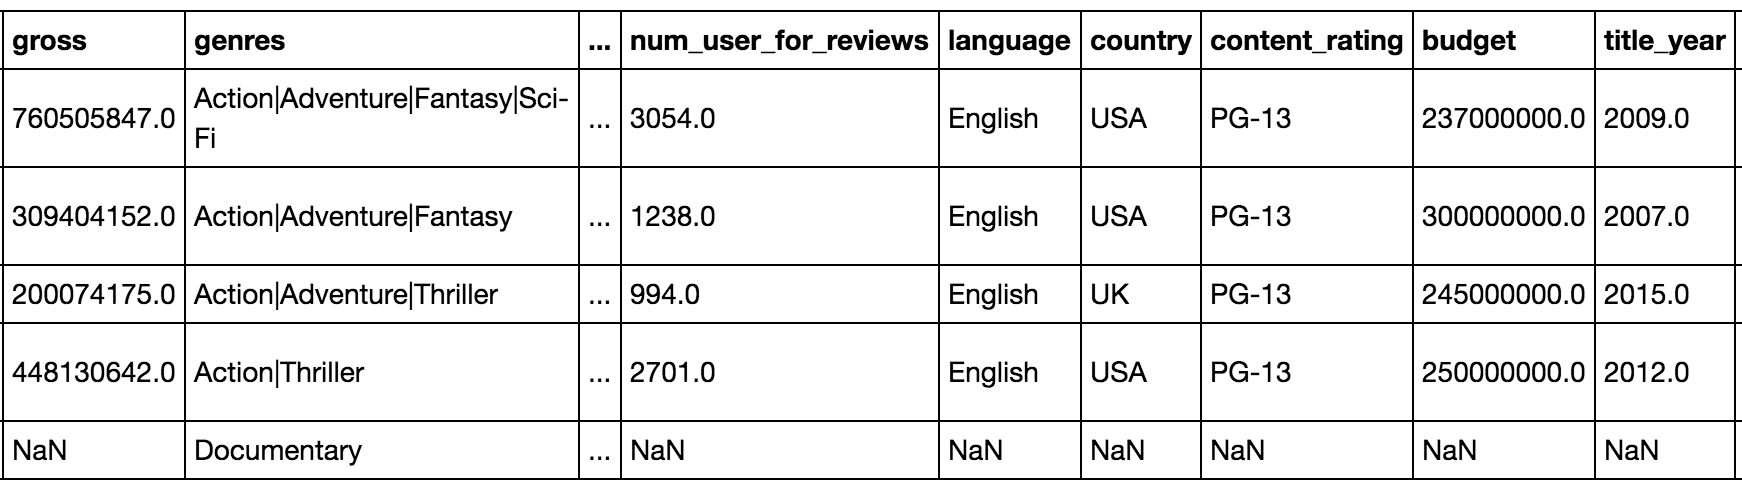 gross genres ... num_user_for_reviews language country content_rating budget title_year
760505847.0 Action|Adventure|Fantasy|Sci-
Fi ... 3054.0 English USA PG-13 237000000.0 2009.0
309404152.0 Action|Adventure|Fantasy ... 1238.0 English USA PG-13 300000000.0 2007.0
200074175.0 Action|Adventure|Thriller ... 994.0 English UK PG-13 245000000.0 2015.0
448130642.0 Action|Thriller ... 2701.0 English USA PG-13 250000000.0 2012.0
NaN Documentary ... NaN NaN NaN NaN NaN NaN